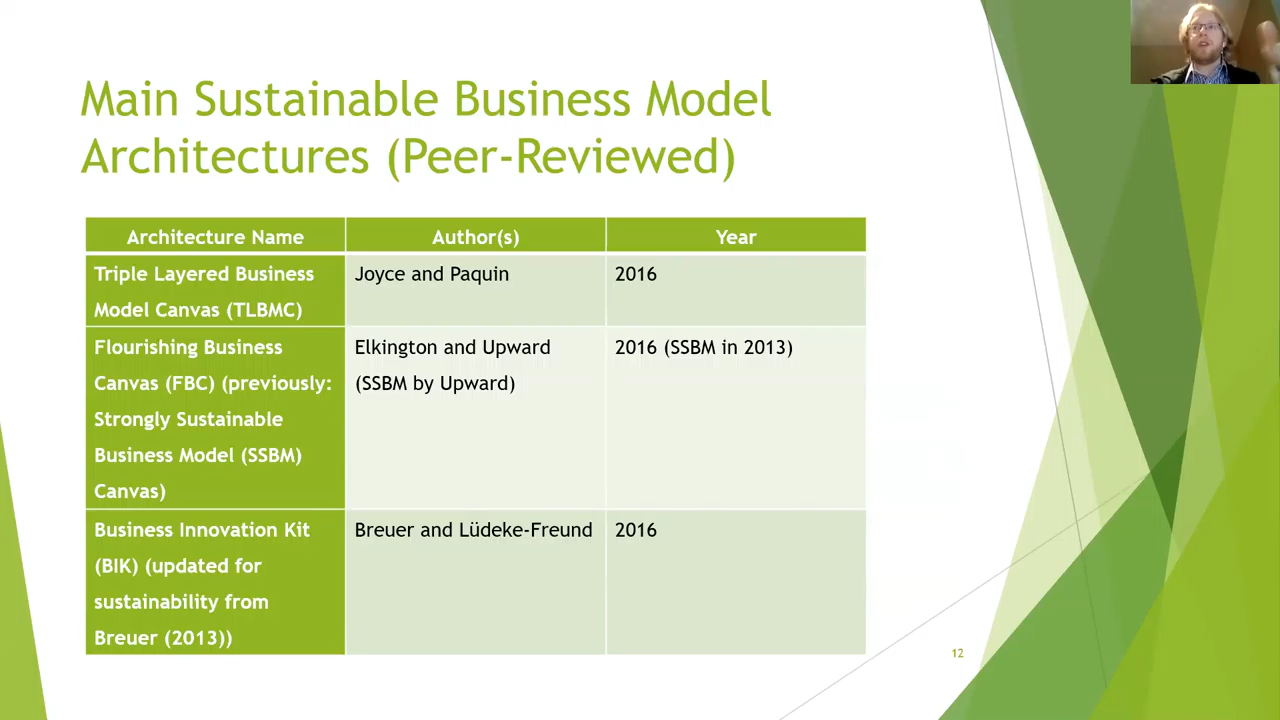 Main Sustainable Business Model
Architectures (Peer-Reviewed)
Architecture Name Author(s) Year
Triple Layered Business Joyce and Paquin 2016
Model Canvas (TLBMC)
Flourishing Business Elkington and Upward 2016 (SSBM in 2013)
Canvas (FBC) (previously: (SSBM by Upward)
Strongly Sustainable
Business Model (SSBM)
Canvas)
Business Innovation Kit Breuer and Lüdeke-Freund 2016
(BIK) (updated for
sustainability from
Breuer (2013))
12